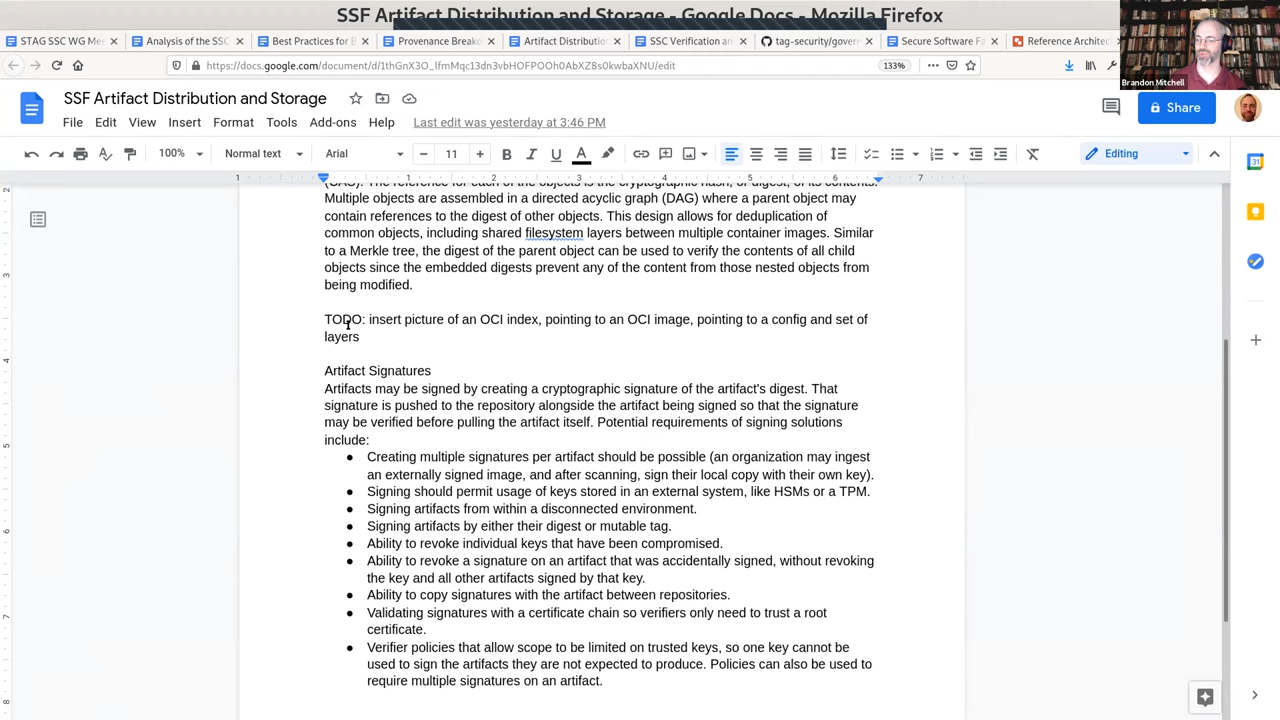 SSF Artifact Distribution and Storage - Google Docs - Mozilla Firefox
STAG SSC WG Mee
Analysis of the SSC
Best Practices for B
Provenance Breako
Artifact Distributio
SSC Verification an
tag-security/gover
Secure Software Fa
Reference Architec
https://docs.google.com/document/d/1thGnX3O_lfmMqc13dn3vbHOFPOOh0AbXZ8s0kwbaXNU/edit
133%
Brandon Mitchell
SSF Artifact Distribution and Storage
Share
File Edit View Insert Format Tools Add-ons Help Last edit was yesterday at 3:46 PM
100% Normal text Arial 11 B I U A Editing
1 1 2 3 4 5 6 7
Multiple objects are assembled in a directed acyclic graph (DAG) where a parent object may
contain references to the digest of other objects. This design allows for deduplication of
common objects, including shared filesystem layers between multiple container images. Similar
to a Merkle tree, the digest of the parent object can be used to verify the contents of all child
objects since the embedded digests prevent any of the content from those nested objects from
being modified.
TODO: insert picture of an OCI index, pointing to an OCI image, pointing to a config and set of
layers
Artifact Signatures
Artifacts may be signed by creating a cryptographic signature of the artifact's digest. That
signature is pushed to the repository alongside the artifact being signed so that the signature
may be verified before pulling the artifact itself. Potential requirements of signing solutions
include:
● Creating multiple signatures per artifact should be possible (an organization may ingest
an externally signed image, and after scanning, sign their local copy with their own key).
● Signing should permit usage of keys stored in an external system, like HSMs or a TPM.
● Signing artifacts from within a disconnected environment.
● Signing artifacts by either their digest or mutable tag.
● Ability to revoke individual keys that have been compromised.
● Ability to revoke a signature on an artifact that was accidentally signed, without revoking
the key and all other artifacts signed by that key.
● Ability to copy signatures with the artifact between repositories.
● Validating signatures with a certificate chain so verifiers only need to trust a root
certificate.
● Verifier policies that allow scope to be limited on trusted keys, so one key cannot be
used to sign the artifacts they are not expected to produce. Policies can also be used to
require multiple signatures on an artifact.